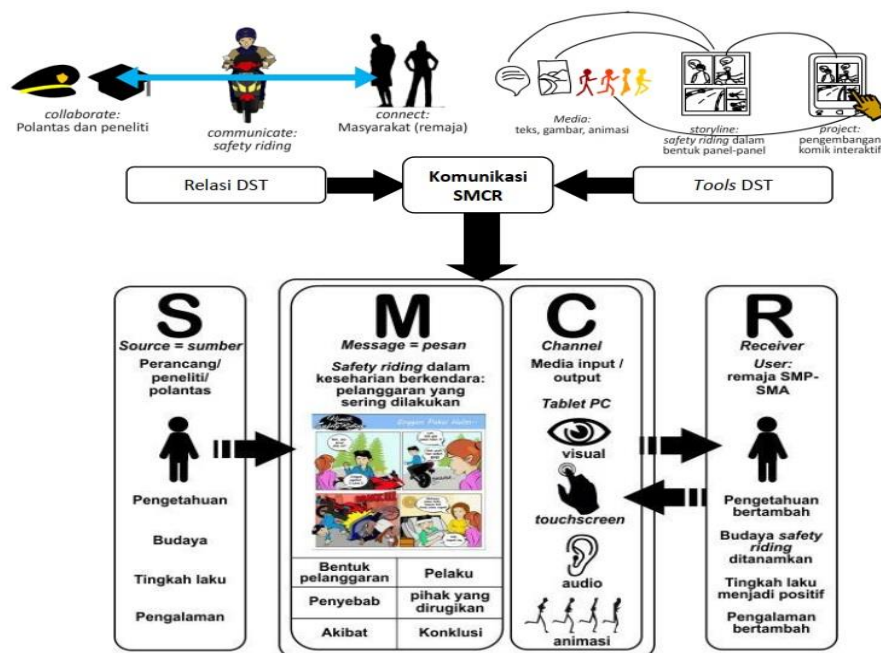 collaborate:
Polantas dan peneliti
communicate:
safety riding
connect:
Masyarakat (remaja)
Media:
teks, gambar, animasi
storyline:
safety riding dalam
bentuk panel-panel
project:
pengembangan
komik interaktif
Relasi DST
Komunikasi
SMCR
Tools DST
S
Source = sumber
Perancang/
peneliti/
polantas
Pengetahuan
Budaya
Tingkah laku
Pengalaman
M
Message = pesan
Safety riding dalam
keseharian berkendara:
pelanggaran yang
sering dilakukan
Bentuk
pelanggaran
Pelaku
Penyebab
pihak yang
dirugikan
Akibat
Konklusi
C
Channel
Media input /
output
Tablet PC
visual
touchscreen
audio
animasi
R
Receiver
User:
remaja SMP-
SMA
Pengetahuan
bertambah
Budaya safety
riding
ditanamkan
Tingkah laku
menjadi positif
Pengalaman
bertambah